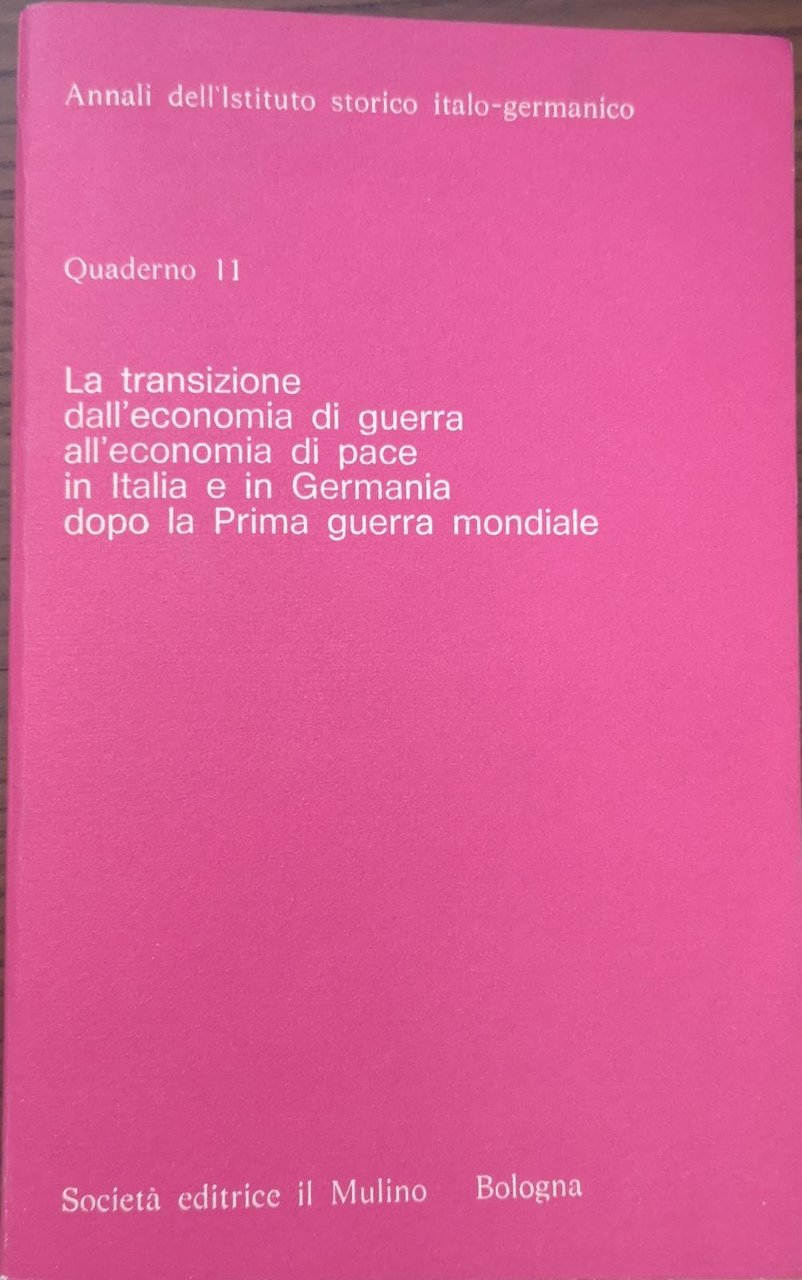 Annali dell'Istituto storico italo-germanico
Quaderno 11
La transizione
dall'economia di guerra
all'economia di pace
in Italia e in Germania
dopo la Prima guerra mondiale
Società editrice il Mulino Bologna